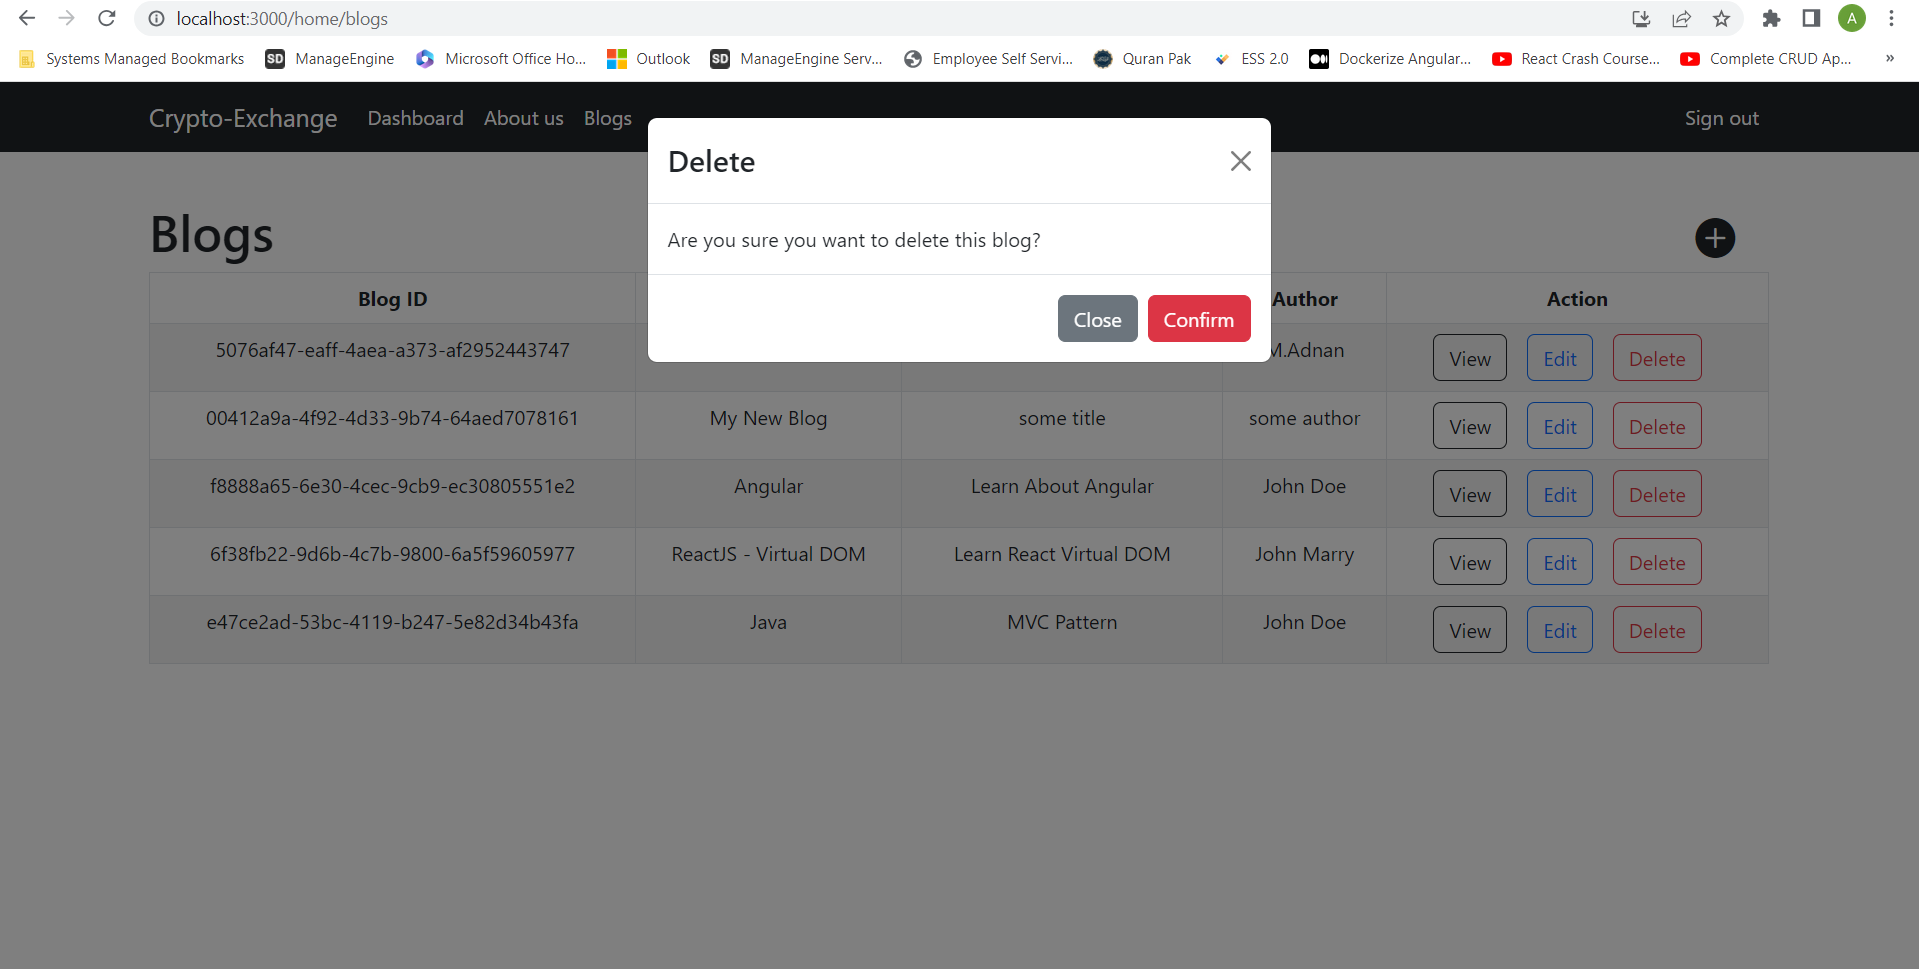 localhost:3000/home/blogs
A
Systems Managed Bookmarks
SD ManageEngine
Microsoft Office Ho...
Outlook
SD ManageEngine Serv...
Employee Self Servi...
Quran Pak
ESS 2.0
Dockerize Angular...
React Crash Course...
Complete CRUD Ap...
»
Crypto-Exchange Dashboard About us Blogs Sign out
Delete
Are you sure you want to delete this blog?
Close Confirm
Blogs
Blog ID Author Action
5076af47-eaff-4aea-a373-af2952443747 M.Adnan View Edit Delete
00412a9a-4f92-4d33-9b74-64aed7078161 My New Blog some title some author View Edit Delete
f8888a65-6e30-4cec-9cb9-ec30805551e2 Angular Learn About Angular John Doe View Edit Delete
6f38fb22-9d6b-4c7b-9800-6a5f59605977 ReactJS - Virtual DOM Learn React Virtual DOM John Marry View Edit Delete
e47ce2ad-53bc-4119-b247-5e82d34b43fa Java MVC Pattern John Doe View Edit Delete